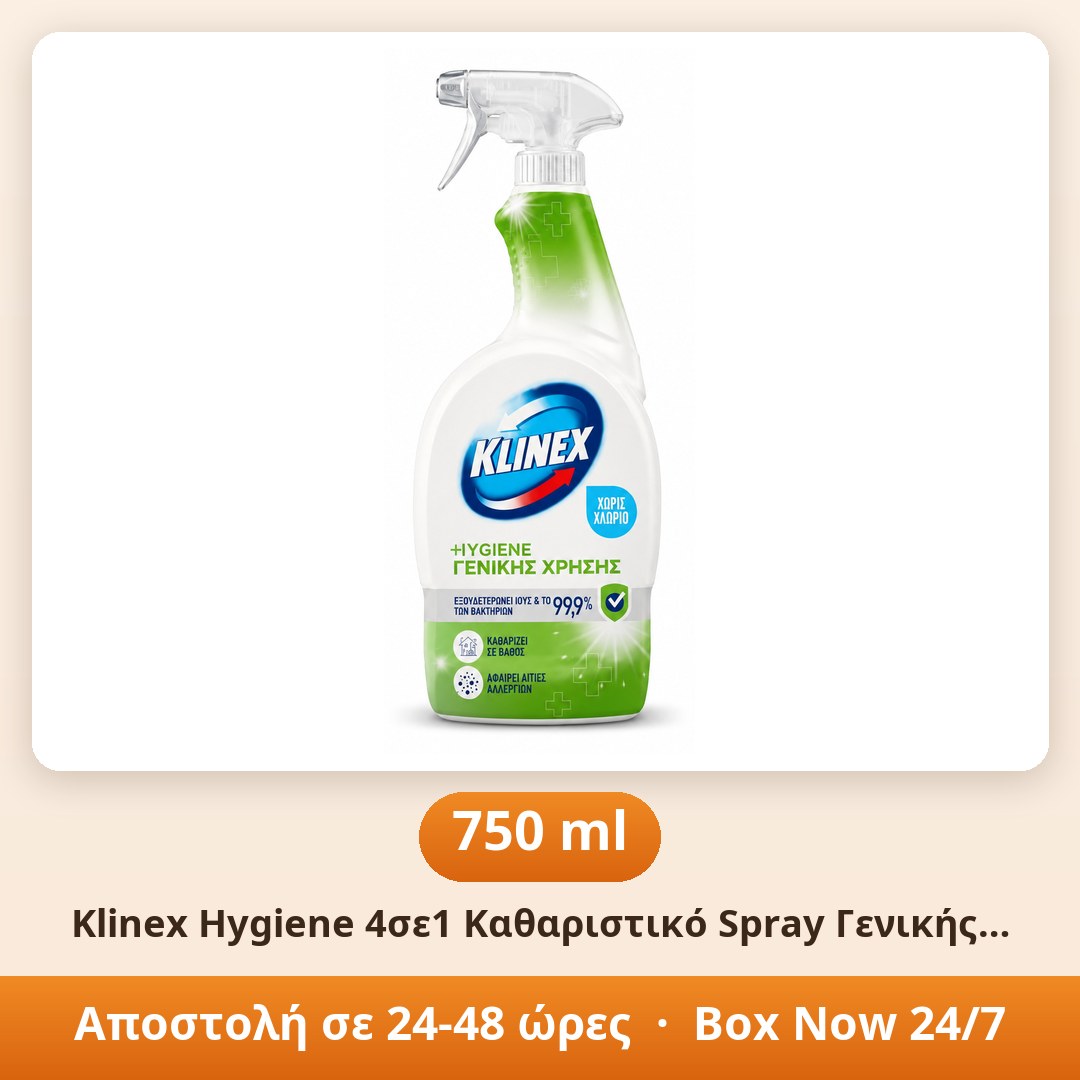 KLINEX
ΧΩΡΙΣ
ΧΛΩΡΙΟ
+HYGIENE
ΓΕΝΙΚΗΣ ΧΡΗΣΗΣ
ΕΞΟΥΔΕΤΕΡΩΝΕΙ ΙΟΥΣ & ΤΟ 99,9%
ΤΩΝ ΒΑΚΤΗΡΙΩΝ
ΚΑΘΑΡΙΖΕΙ
ΣΕ ΒΑΘΟΣ
ΑΦΑΙΡΕΙ ΑΙΤΙΕΣ
ΑΛΛΕΡΓΙΩΝ
750 ml
Klinex Hygiene 4σε1 Καθαριστικό Spray Γενικής...
Αποστολή σε 24-48 ώρες · Box Now 24/7